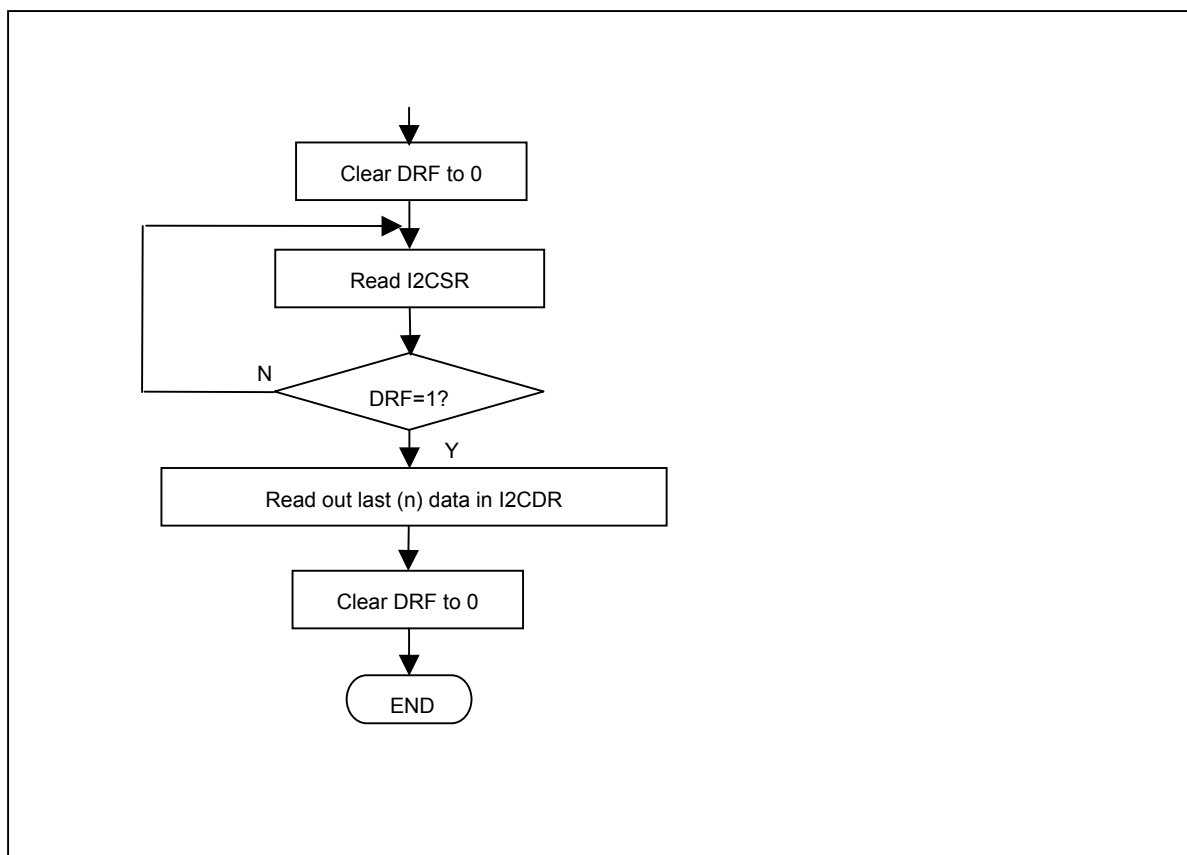 Clear DRF to 0
Read I2CSR
N
DRF=1?
Y
Read out last (n) data in I2CDR
Clear DRF to 0
END